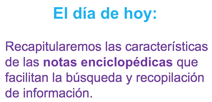 El día de hoy:
Recapitularemos las características
de las notas enciclopédicas que
facilitan la búsqueda y recopilación
de información.